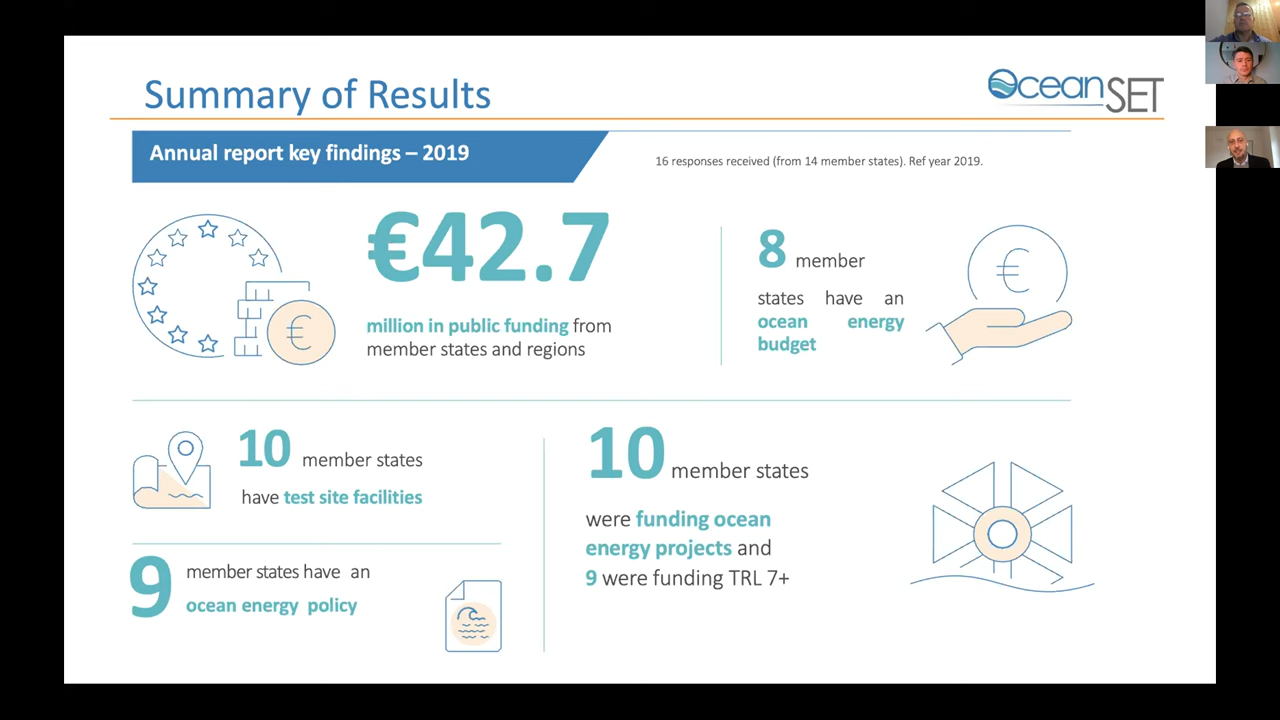 Summary of Results
OceanSET
Annual report key findings – 2019
16 responses received (from 14 member states). Ref year 2019.
€42.7
million in public funding from
member states and regions
8 member
states have an
ocean energy
budget
€
€
10 member states
have test site facilities
9 member states have an
ocean energy policy
10 member states
were funding ocean
energy projects and
9 were funding TRL 7+